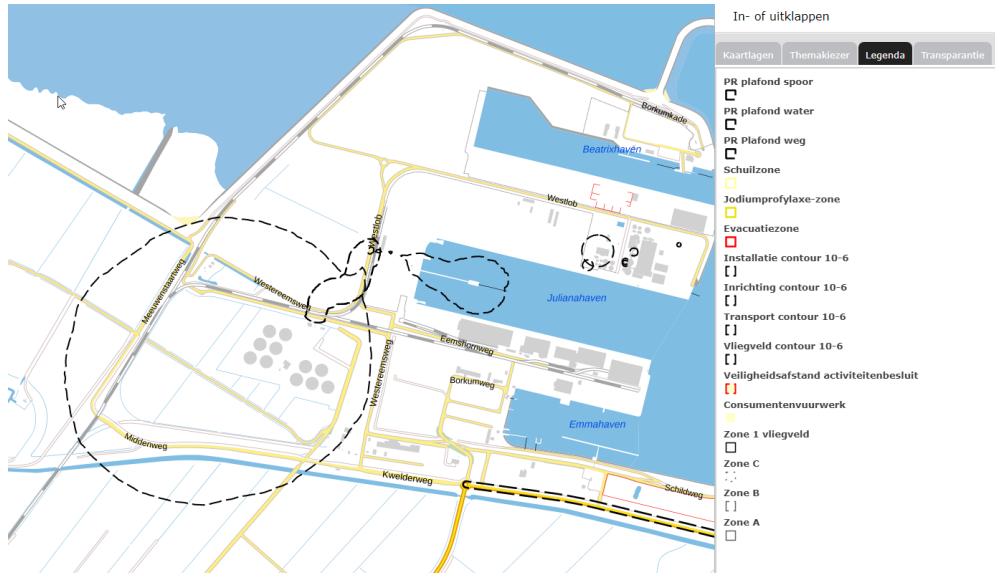 In- of uitklappen
Kaartlagen
Themakiezer
Legenda
Transparantie
PR plafond spoor
PR plafond water
PR Plafond weg
Schuilzone
Jodiumprofylaxe-zone
Evacuatiezone
Installatie contour 10-6
Inrichting contour 10-6
Transport contour 10-6
Vliegveld contour 10-6
Veiligheidsafstand activiteitenbesluit
Consumentenvuurwerk
Zone 1 vliegveld
Zone C
Zone B
Zone A
Borkumkade
Beatrixhaven
Westlob
Westlob
Meeuwenstaartweg
Westereemsweg
Julianahaven
Eemshornweg
Westereemsweg
Borkumweg
Emmahaven
Middenweg
Kwelderweg
Schildweg